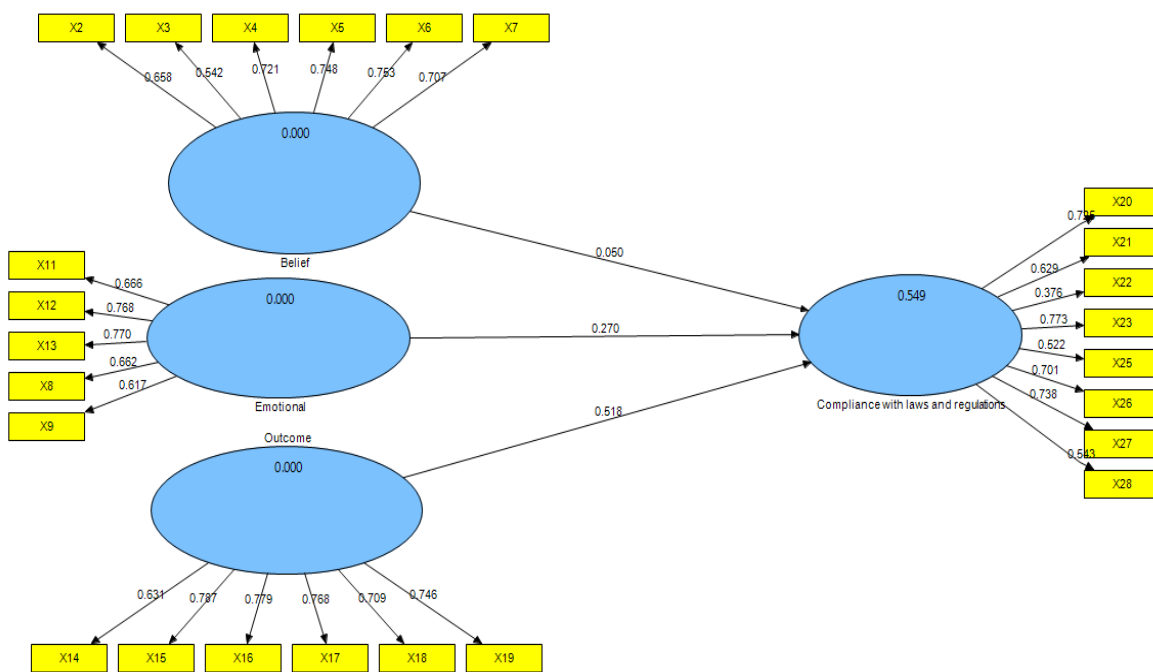 X2 X3 X4 X5 X6 X7
0.658 0.542 0.721 0.748 0.753 0.707
0.000
Belief
0.050
X11
X12
X13
X8
X9
0.666
0.768
0.770
0.662
0.617
0.000
Emotional
0.270
Outcome
0.000
0.518
0.549
Compliance with laws and regulations
X20
X21
X22
X23
X25
X26
X27
X28
0.629
0.376
0.773
0.522
0.701
0.738
0.543
0.631 0.787 0.779 0.768 0.709 0.746
X14 X15 X16 X17 X18 X19